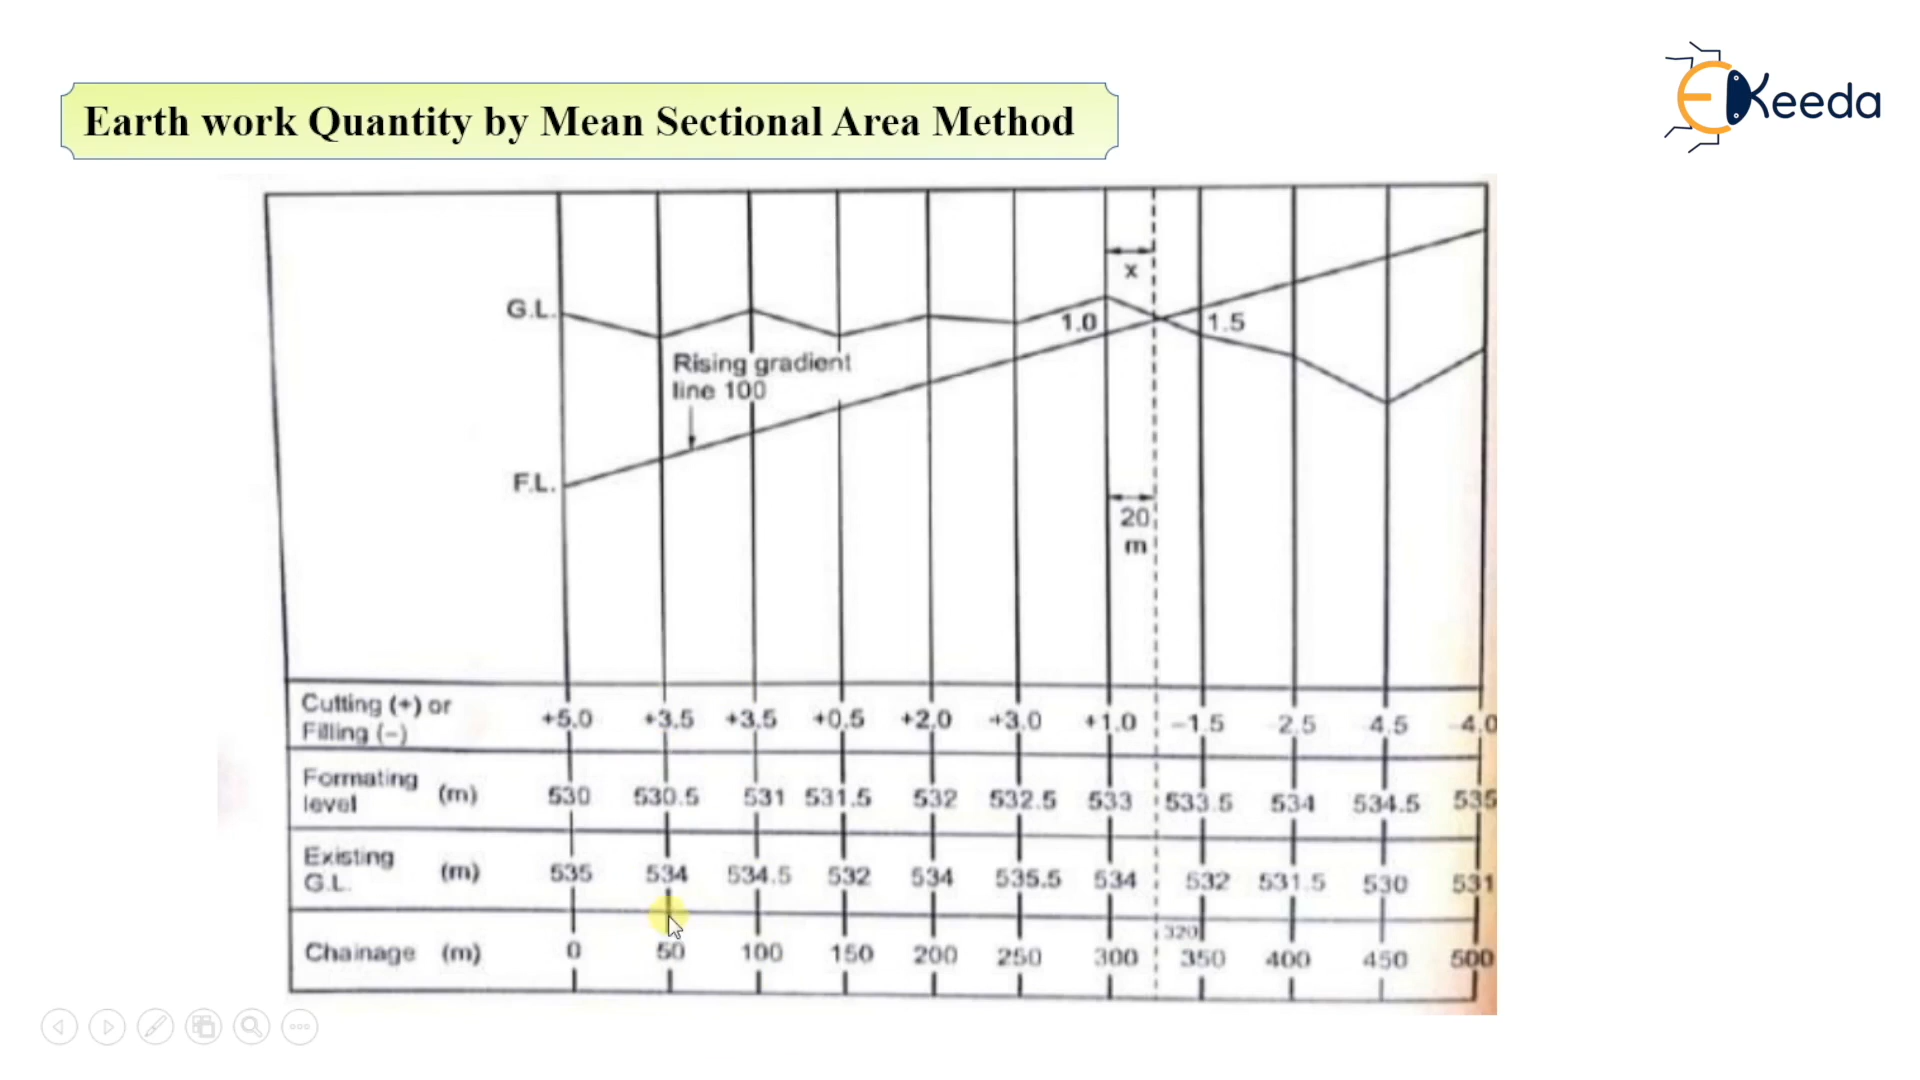 Earth work Quantity by Mean Sectional Area Method
EKeeda
x
G.L.
1.0
1.5
Rising gradient
line 100
F.L.
20
m
Cutting (+) or
Filling (−)
+5.0 +3.5 +3.5 +0.5 +2.0 +3.0 +1.0 −1.5 2.5 4.5 −4.0
Formating
level (m) 530 530.5 531 531.5 532 532.5 533 533.5 534 534.5 535
Existing
G.L. (m) 535 534 534.5 532 534 535.5 534 532 531.5 530 531
320
Chainage (m) 0 50 100 150 200 250 300 350 400 450 500